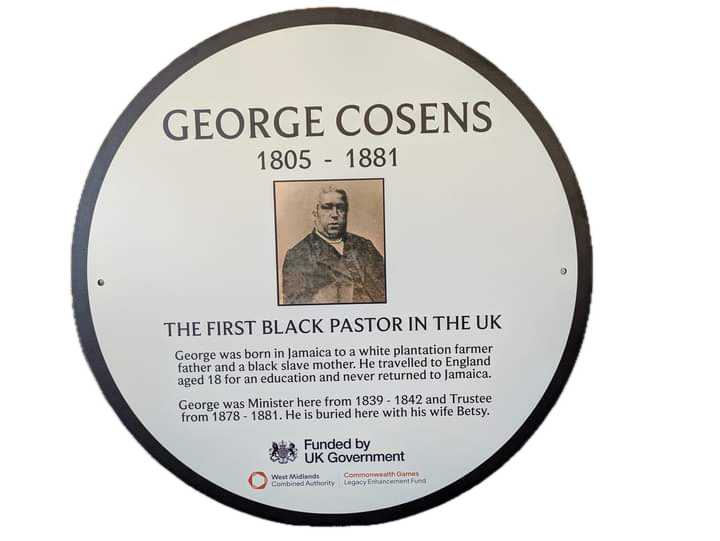 GEORGE COSENS
1805 - 1881
THE FIRST BLACK PASTOR IN THE UK
George was born in Jamaica to a white plantation farmer
father and a black slave mother. He travelled to England
aged 18 for an education and never returned to Jamaica.
George was Minister here from 1839 - 1842 and Trustee
from 1878 - 1881. He is buried here with his wife Betsy.
Funded by
UK Government
West Midlands
Combined Authority
Commonwealth Games
Legacy Enhancement Fund